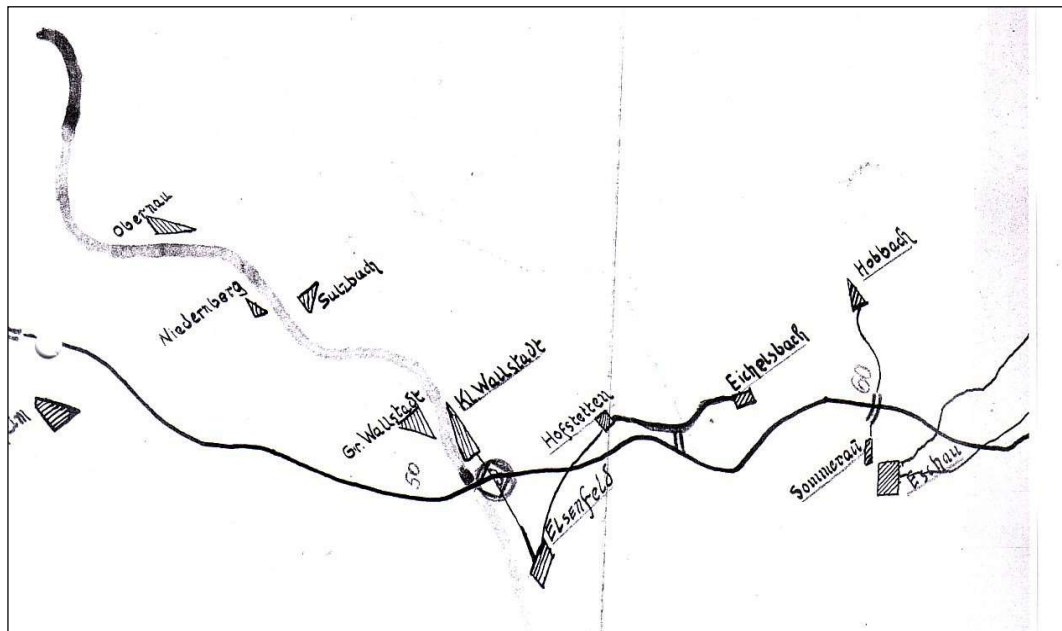 Obernau
Niedernberg
Sulzbach
Gr. Wallstadt
Kl. Wallstadt
50
Hofstetten
Elsenfeld
Eichelsbach
Hobbach
60
Sommerau
Eschau